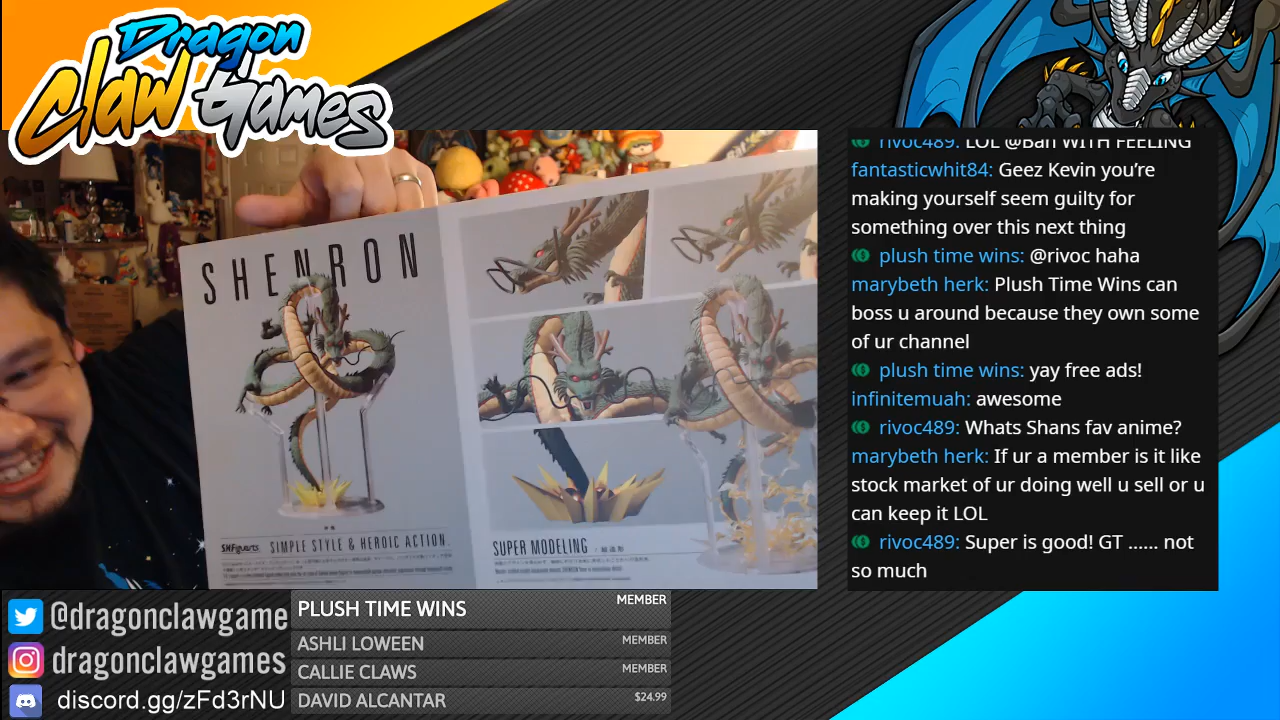 Dragon
Claw Games
SHENRON
S.H.Figuarts SIMPLE STYLE & HEROIC ACTION.
SUPER MODELING
rivoc489: LOL @Bah WITH FEELING
fantasticwhit84: Geez Kevin you’re
making yourself seem guilty for
something over this next thing
plush time wins: @rivoc haha
marybeth herk: Plush Time Wins can
boss u around because they own some
of ur channel
plush time wins: yay free ads!
infinitemuah: awesome
rivoc489: Whats Shans fav anime?
marybeth herk: If ur a member is it like
stock market of ur doing well u sell or u
can keep it LOL
rivoc489: Super is good! GT ...... not
so much
@dragonclawgame
dragonclawgames
discord.gg/zFd3rNU
PLUSH TIME WINS MEMBER
ASHLI LOWEEN MEMBER
CALLIE CLAWS MEMBER
DAVID ALCANTAR $24.99